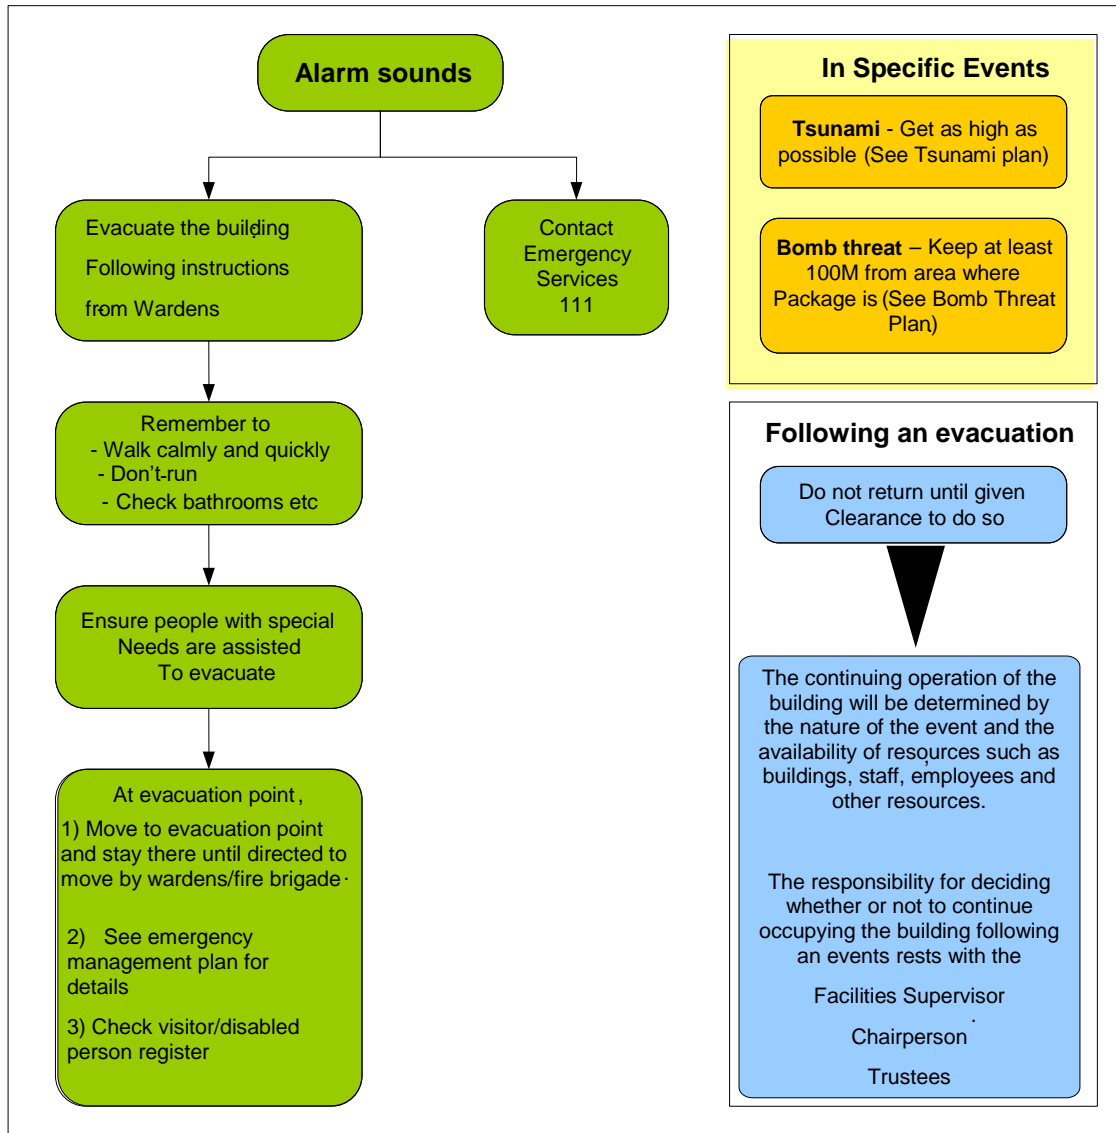 Alarm sounds
Evacuate the building
Following instructions
from Wardens
Contact
Emergency
Services
111
Remember to
- Walk calmly and quickly
- Don't run
- Check bathrooms etc
Ensure people with special
Needs are assisted
To evacuate
At evacuation point,
1) Move to evacuation point
and stay there until directed to
move by wardens/fire brigade.
2) See emergency
management plan for
details
3) Check visitor/disabled
person register
In Specific Events
Tsunami - Get as high as
possible (See Tsunami plan)
Bomb threat – Keep at least
100M from area where
Package is (See Bomb Threat
Plan)
Following an evacuation
Do not return until given
Clearance to do so
The continuing operation of the
building will be determined by
the nature of the event and the
availability of resources such as
buildings, staff, employees and
other resources.
The responsibility for deciding
whether or not to continue
occupying the building following
an events rests with the
Facilities Supervisor
Chairperson
Trustees